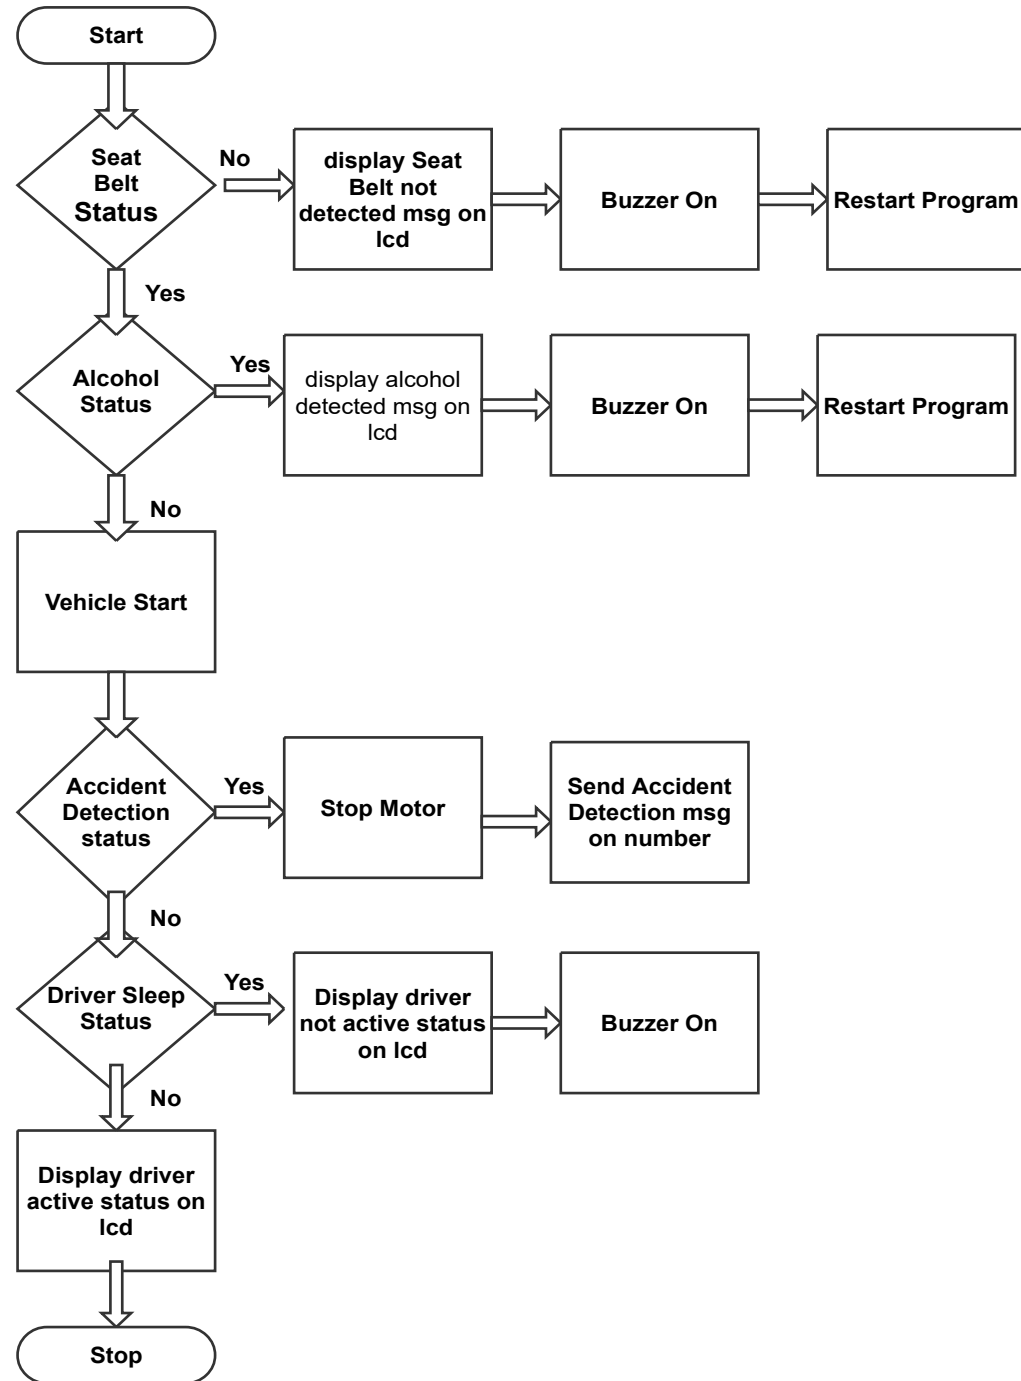 Start
Seat
Belt
Status
No
display Seat
Belt not
detected msg on
lcd
Buzzer On
Restart Program
Yes
Alcohol
Status
Yes
display alcohol
detected msg on
lcd
Buzzer On
Restart Program
No
Vehicle Start
Accident
Detection
status
Yes
Stop Motor
Send Accident
Detection msg
on number
No
Driver Sleep
Status
Yes
Display driver
not active status
on lcd
Buzzer On
No
Display driver
active status on
lcd
Stop